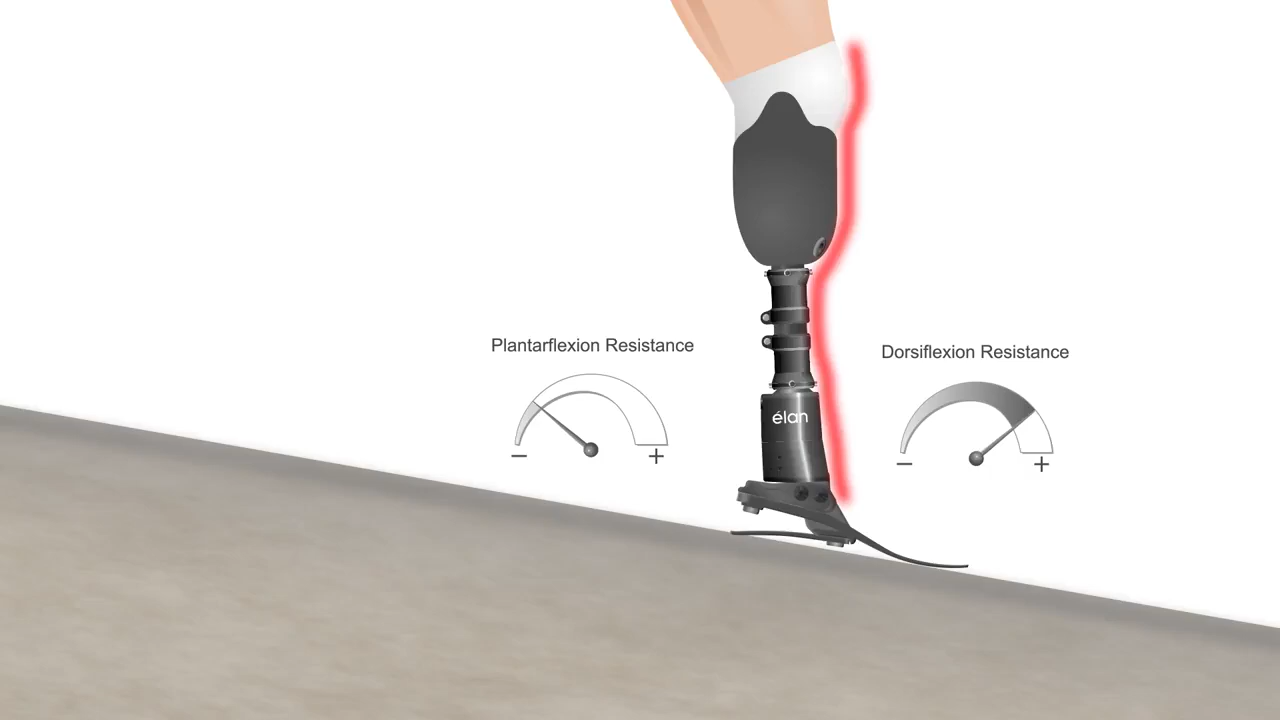 Plantarflexion Resistance
Dorsiflexion Resistance
− +
− +
élan